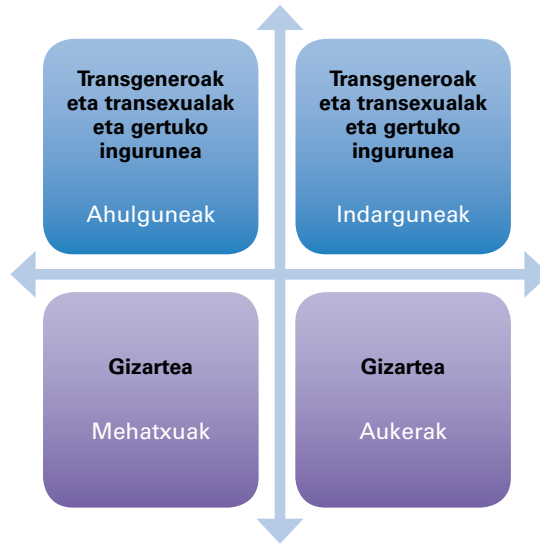 Transgeneroak
eta transexualak
eta gertuko
ingurunea
Ahulguneak
Transgeneroak
eta transexualak
eta gertuko
ingurunea
Indarguneak
Gizartea
Mehatxuak
Gizartea
Aukerak